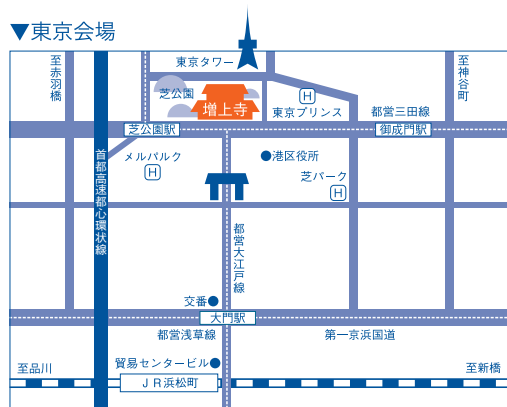 ▼東京会場
東京タワー
至赤羽橋
至神谷町
芝公園
増上寺
H
東京プリンス
都営三田線
芝公園駅
御成門駅
首都高速都心環状線
メルパルク
H
●港区役所
芝パーク
H
都営大江戸線
交番●
大門駅
都営浅草線
第一京浜国道
貿易センタービル●
至品川
至新橋
ＪＲ浜松町